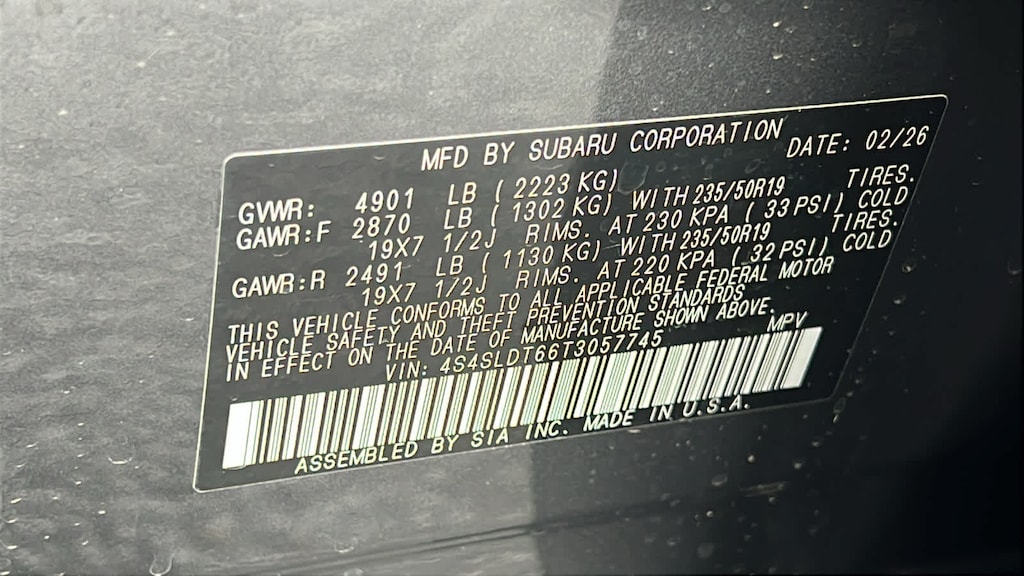 MFD BY SUBARU CORPORATION DATE: 02/26
GVWR: 4901 LB ( 2223 KG)
GAWR:F 2870 LB ( 1302 KG) WITH 235/50R19 TIRES.
19X7 1/2J RIMS. AT 230 KPA ( 33 PSI) COLD
GAWR:R 2491 LB ( 1130 KG) WITH 235/50R19 TIRES.
19X7 1/2J RIMS. AT 220 KPA ( 32 PSI) COLD
THIS VEHICLE CONFORMS TO ALL APPLICABLE FEDERAL MOTOR
VEHICLE SAFETY AND THEFT PREVENTION STANDARDS
IN EFFECT ON THE DATE OF MANUFACTURE SHOWN ABOVE.
VIN: 4S4SLDT66T3057745 MPV
ASSEMBLED BY SIA INC. MADE IN U.S.A.